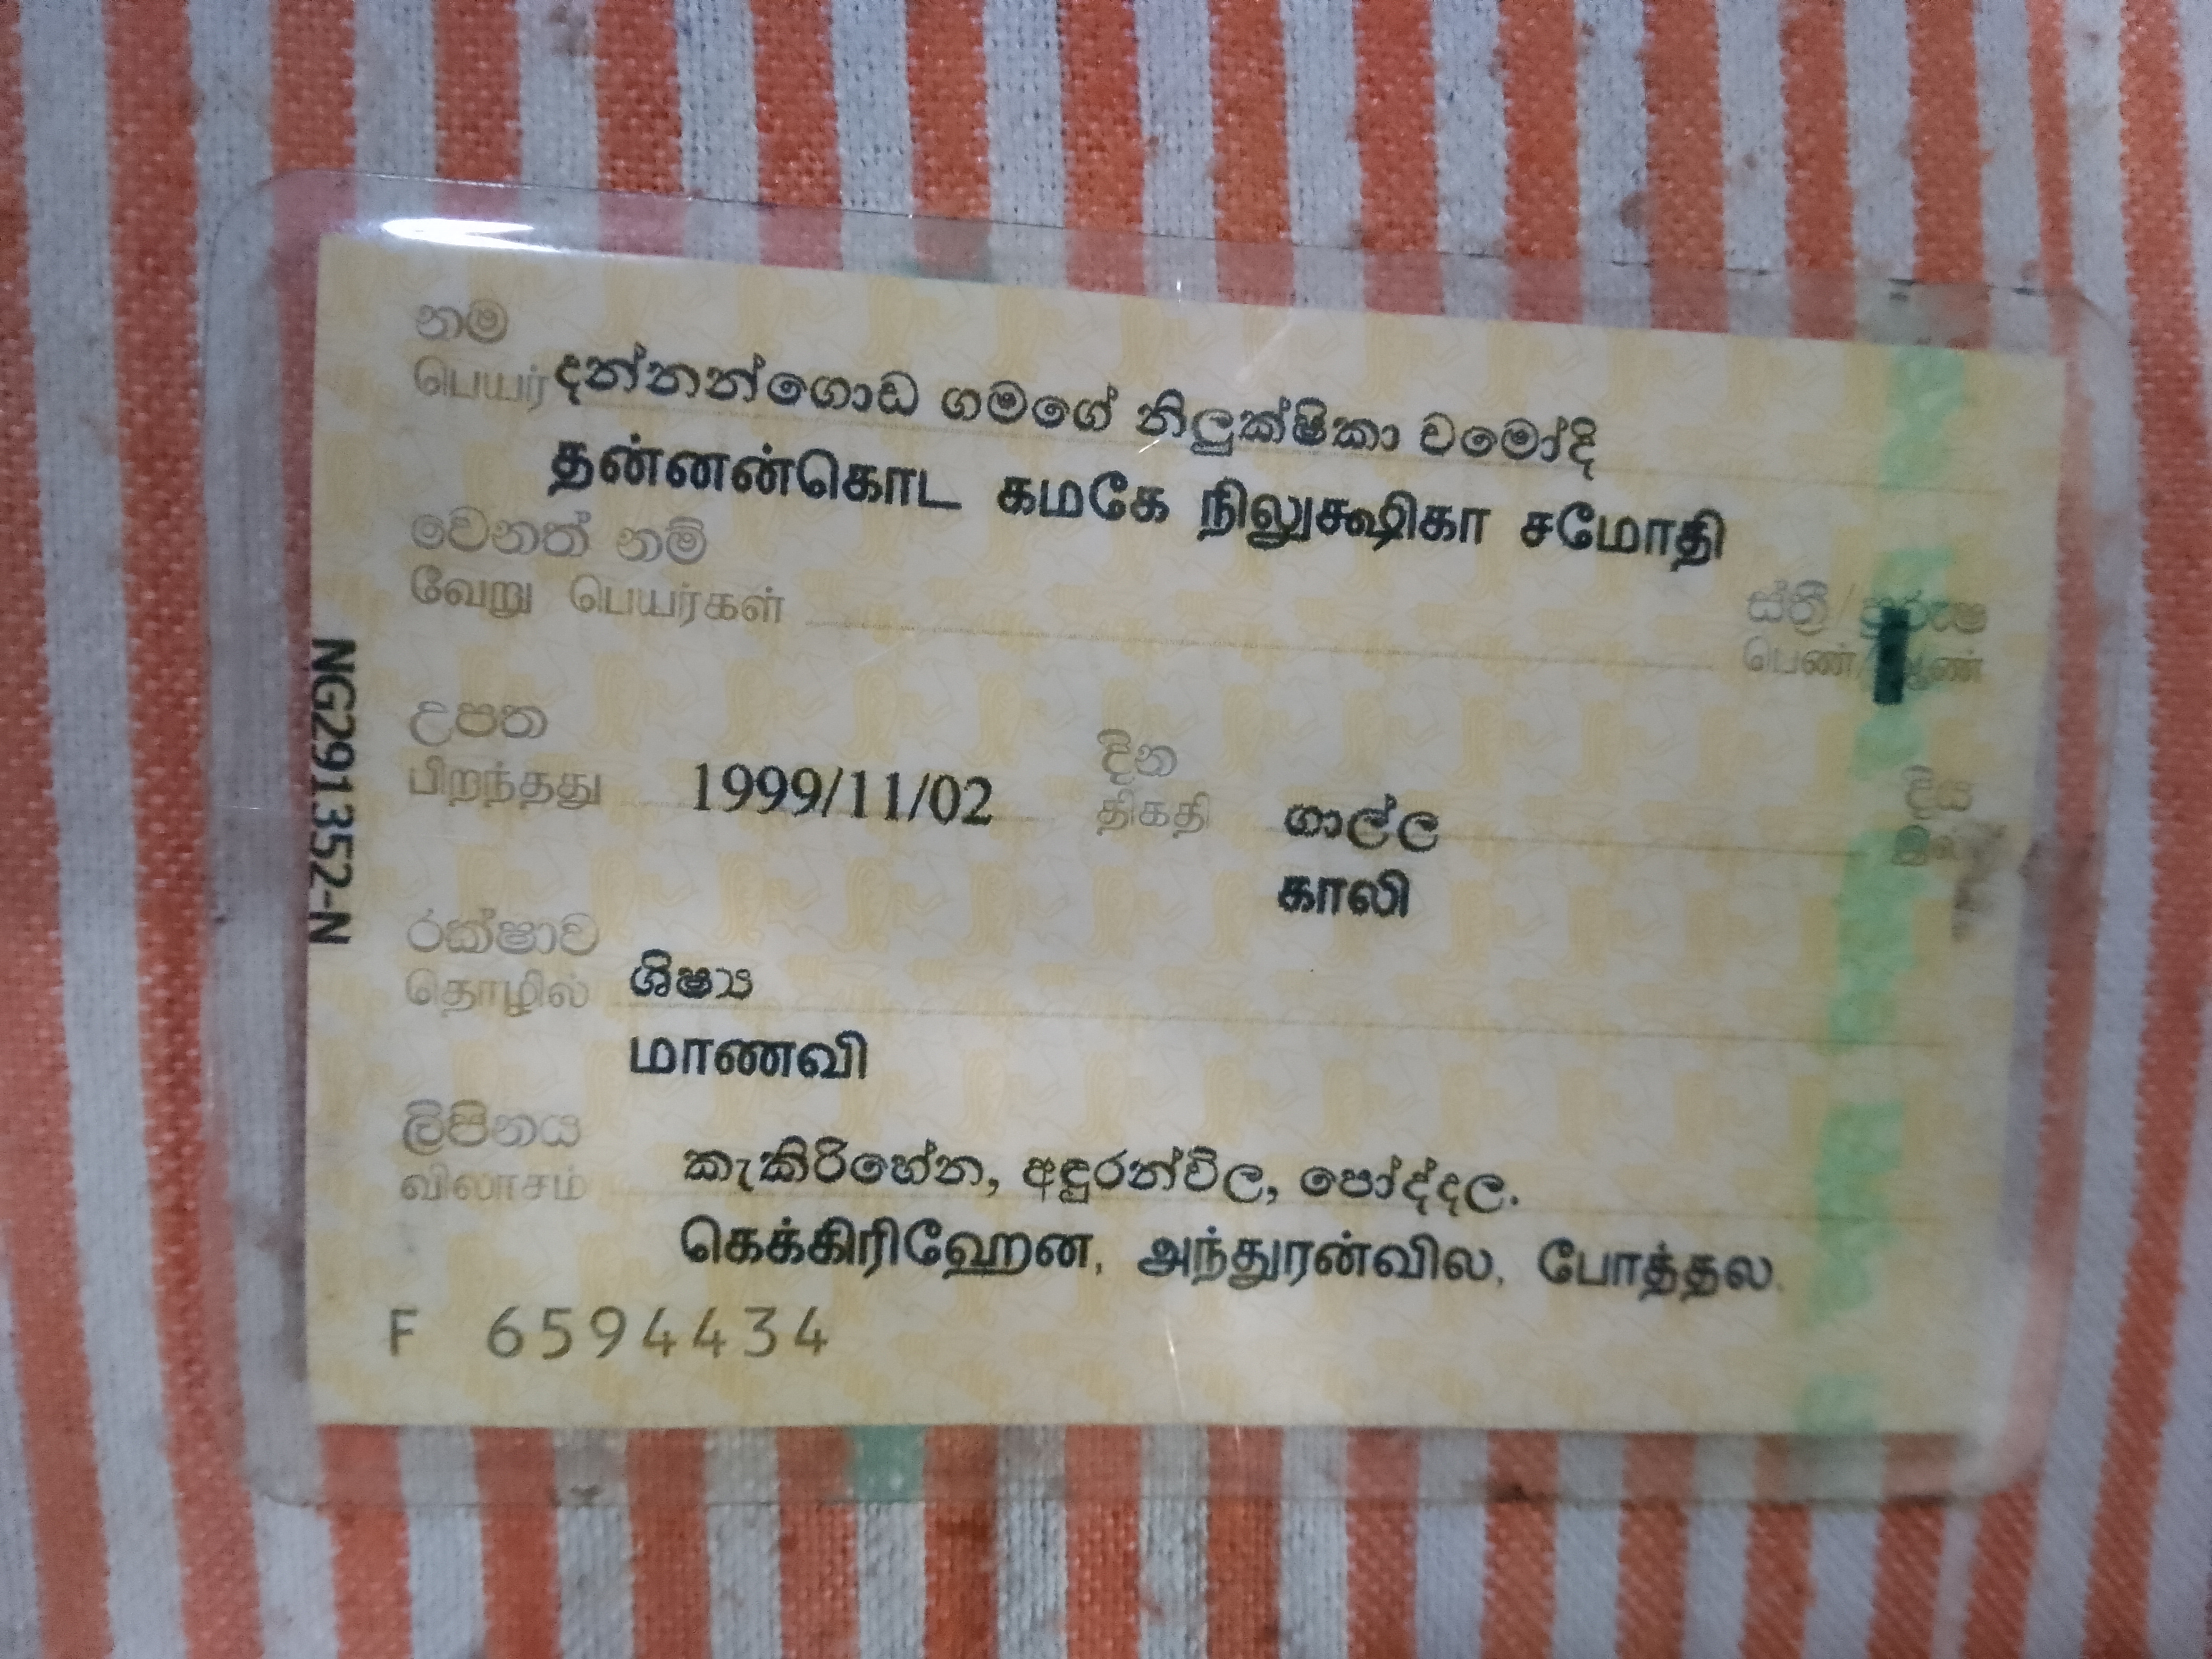 නම
பெயர் දන්නන්ගොඩ ගමගේ නිලුක්ෂිකා චමෝදි
தன்னன்கொட கமகே நிலுக்ஷிகா சமோதி
වෙනත් නම්
வேறு பெயர்கள்
ස්ත්‍රී/පුරුෂ
பெண்/ஆண்
උපත දින
பிறந்தது 1999/11/02 திகதி ගාල්ල
காலி
රක්ෂාව
தொழில் ශිෂ්‍ය
மாணவி
ලිපිනය
விலாசம் කැකිරිහේන, අඳුරන්විල, පෝද්දල.
கெக்கிரிஹேன, அந்துரன்வில, போத்தல.
F 6594434
NG291352-N